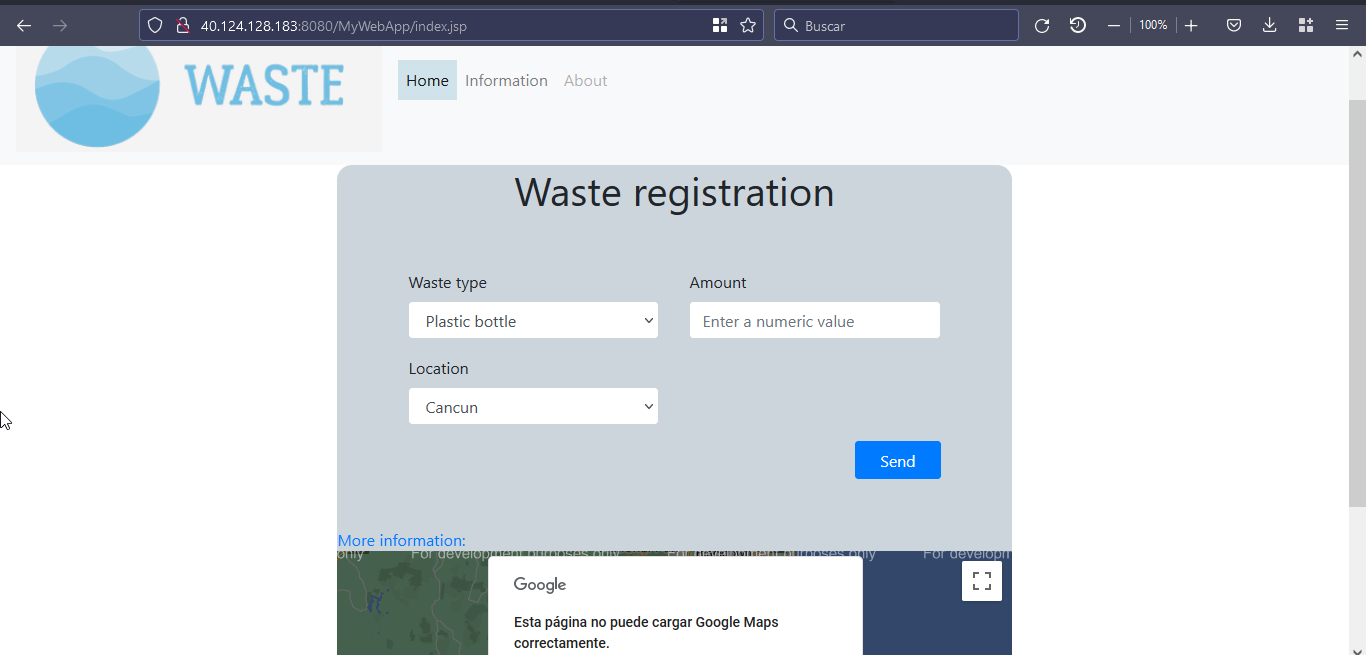 40.124.128.183:8080/MyWebApp/index.jsp
Buscar
100%
WASTE
Home
Information
About
Waste registration
Waste type
Amount
Plastic bottle
Enter a numeric value
Location
Cancun
Send
More information:
only
For development purposes only
For development purposes only
For developm
Google
Esta página no puede cargar Google Maps
correctamente.